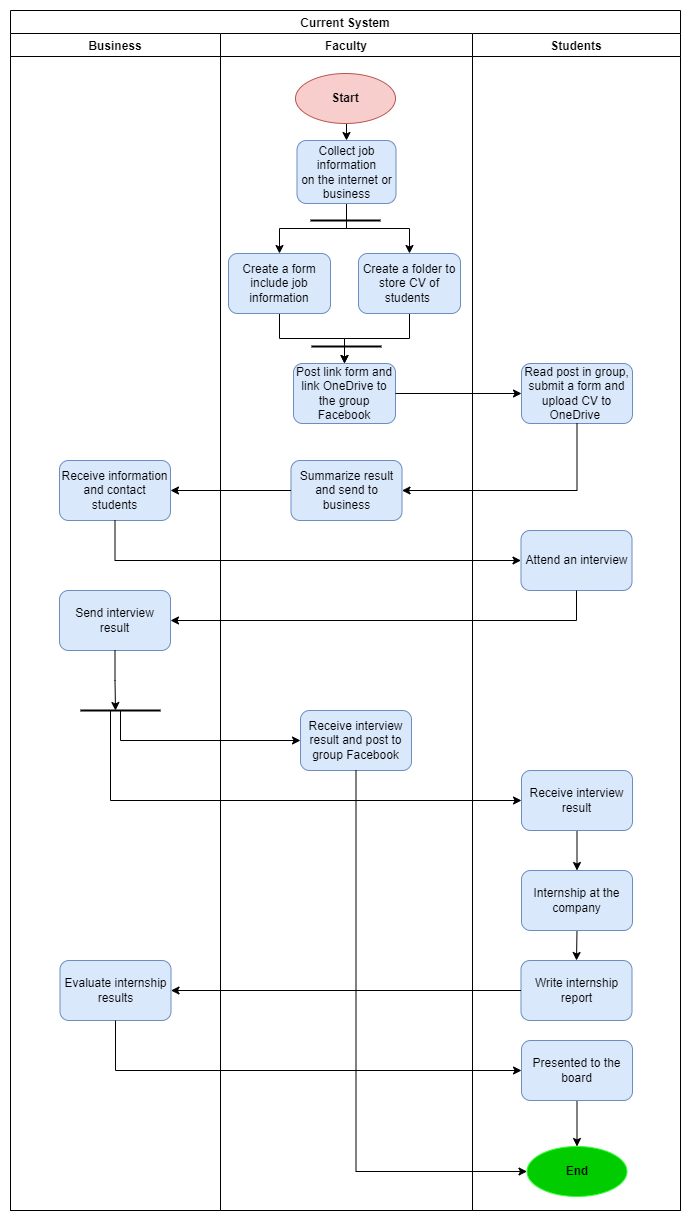 Current System
Business
Faculty
Students
Start
Collect job
information
on the internet or
business
Create a form
include job
information
Create a folder to
store CV of
students
Post link form and
link OneDrive to
the group
Facebook
Read post in group,
submit a form and
upload CV to
OneDrive
Receive information
and contact
students
Summarize result
and send to
business
Attend an interview
Send interview
result
Receive interview
result and post to
group Facebook
Receive interview
result
Internship at the
company
Evaluate internship
results
Write internship
report
Presented to the
board
End